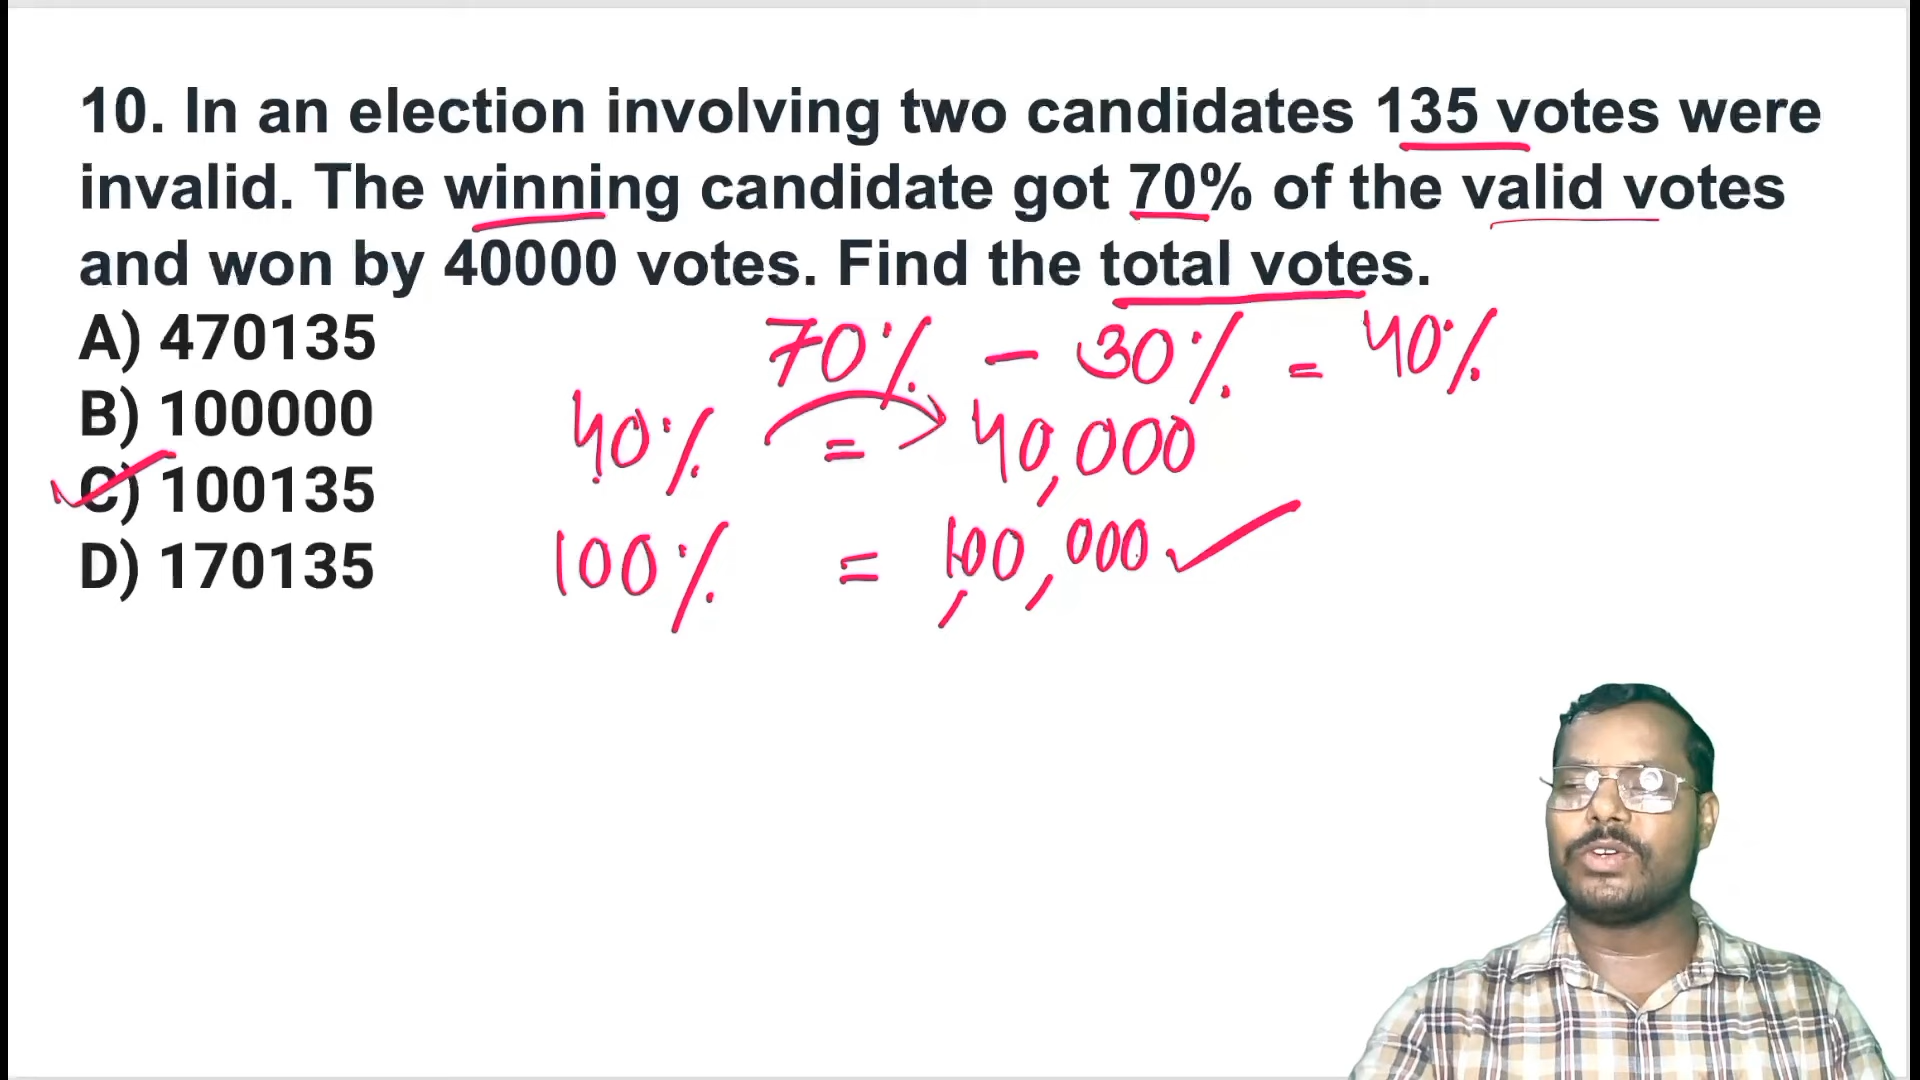 10. In an election involving two candidates 135 votes were
invalid. The winning candidate got 70% of the valid votes
and won by 40000 votes. Find the total votes.
A) 470135
70% - 30% = 40%
B) 100000
40% = 40,000
C) 100135
100% = 1,00,000
D) 170135